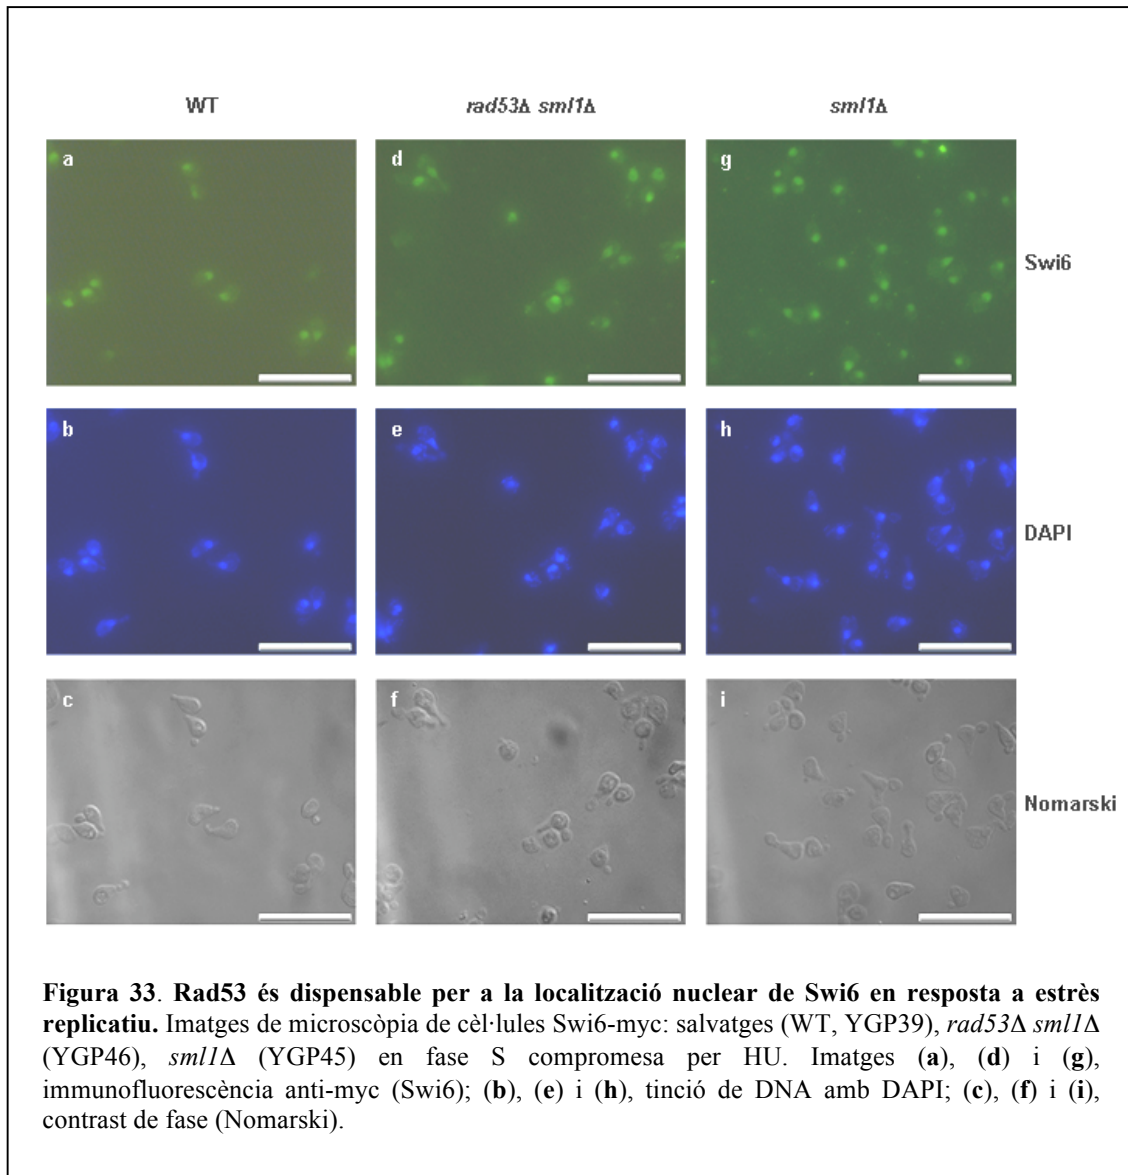 WT
rad53Δ sml1Δ
sml1Δ
a
d
g
Swi6
b
e
h
DAPI
c
f
i
Nomarski
Figura 33. Rad53 és dispensable per a la localització nuclear de Swi6 en resposta a estrès
replicatiu. Imatges de microscòpia de cèl·lules Swi6-myc: salvatges (WT, YGP39), rad53Δ sml1Δ
(YGP46), sml1Δ (YGP45) en fase S compromesa per HU. Imatges (a), (d) i (g),
immunofluorescència anti-myc (Swi6); (b), (e) i (h), tinció de DNA amb DAPI; (c), (f) i (i),
contrast de fase (Nomarski).